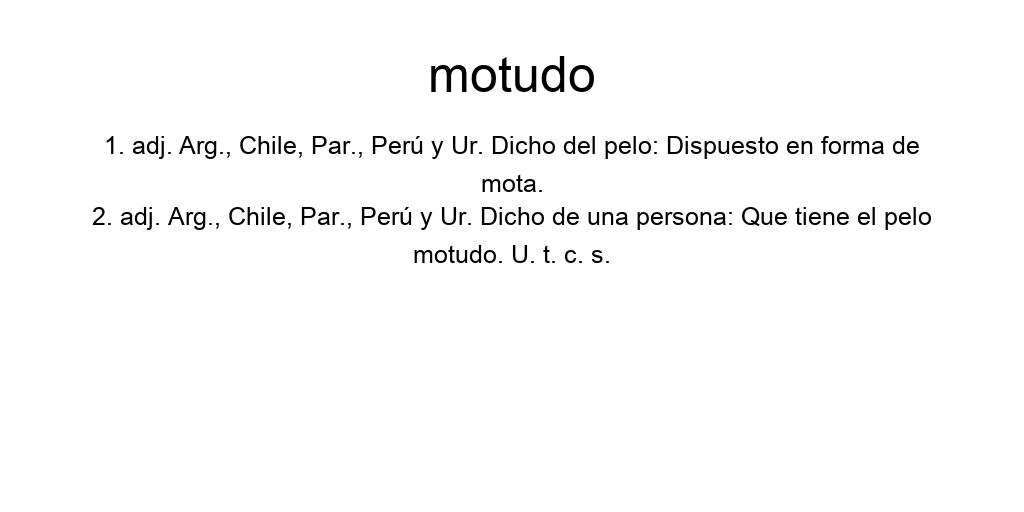 motudo
1. adj. Arg., Chile, Par., Perú y Ur. Dicho del pelo: Dispuesto en forma de
mota.
2. adj. Arg., Chile, Par., Perú y Ur. Dicho de una persona: Que tiene el pelo
motudo. U. t. c. s.